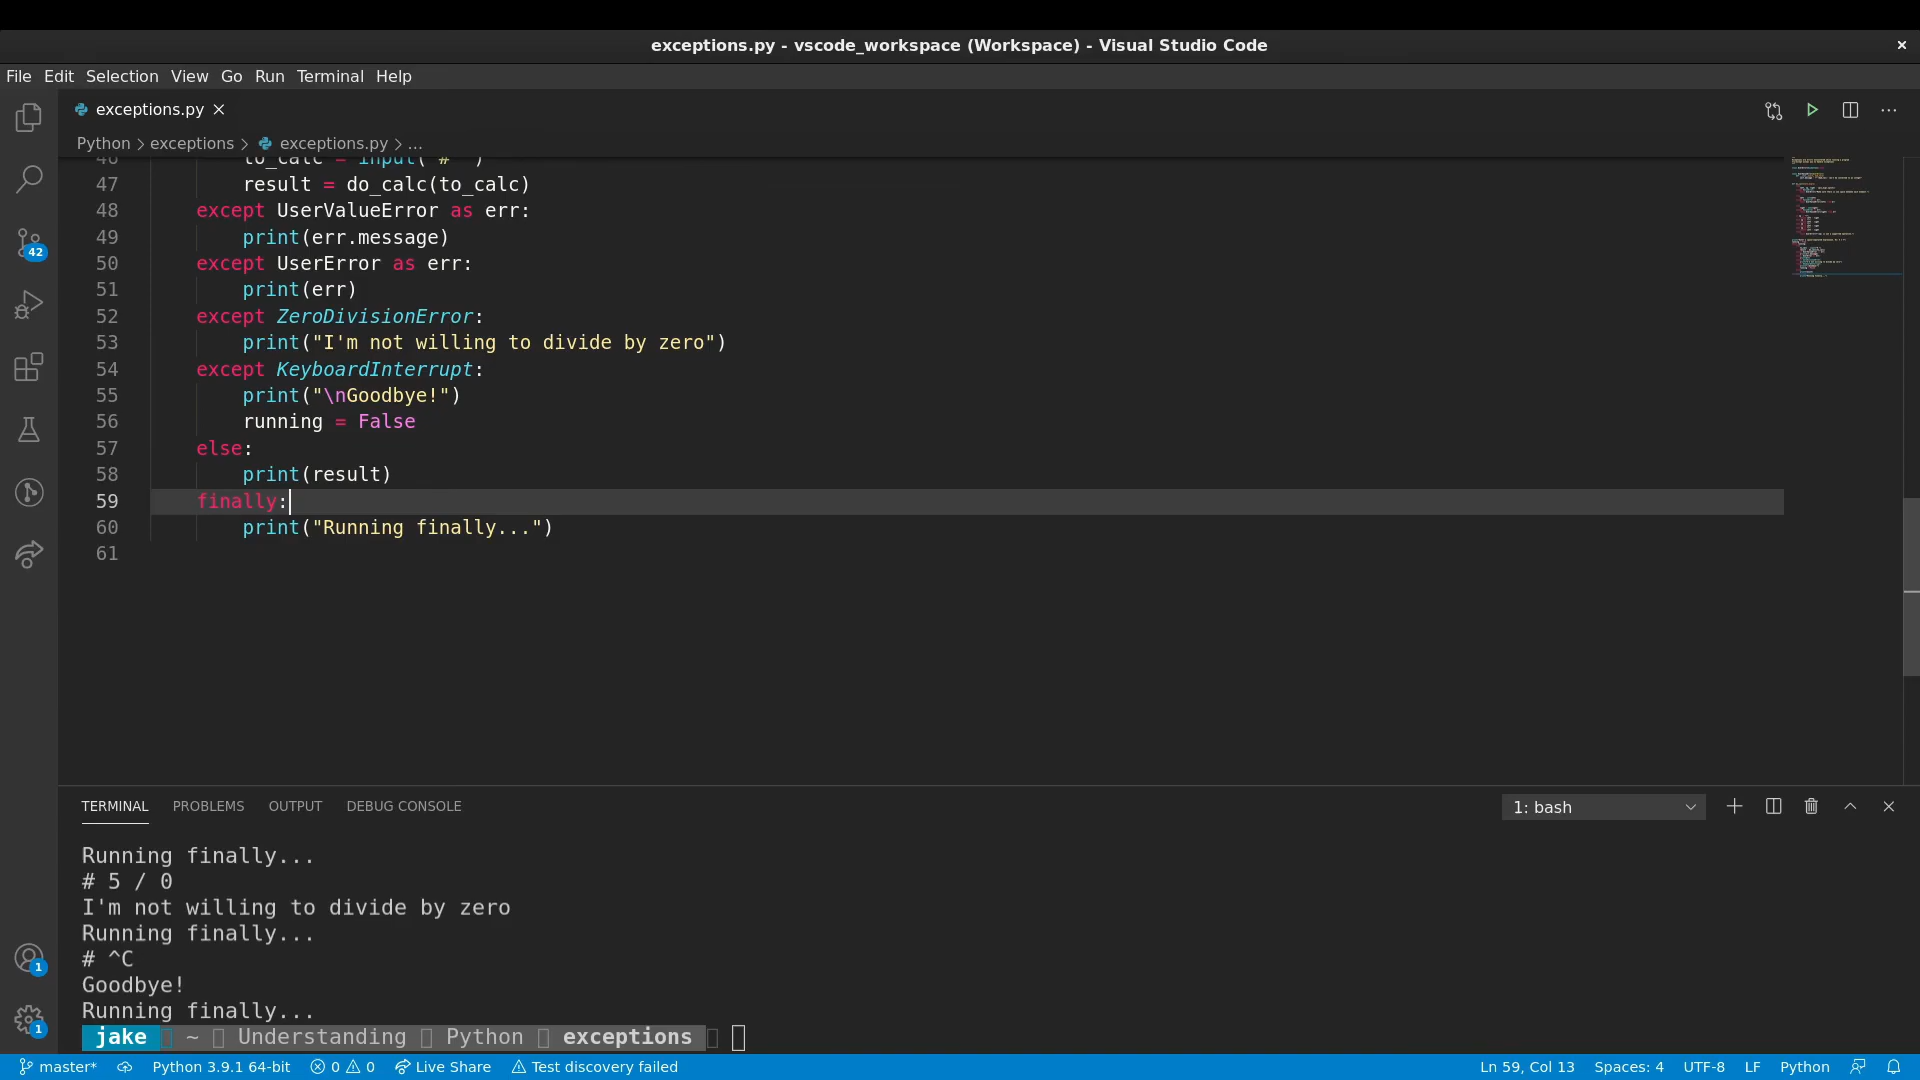 exceptions.py - vscode_workspace (Workspace) - Visual Studio Code
File Edit Selection View Go Run Terminal Help
exceptions.py
Python > exceptions > exceptions.py > ...
46 to_calc = input("# ")
47 result = do_calc(to_calc)
48 except UserValueError as err:
49 print(err.message)
50 except UserError as err:
51 print(err)
52 except ZeroDivisionError:
53 print("I'm not willing to divide by zero")
54 except KeyboardInterrupt:
55 print("\nGoodbye!")
56 running = False
57 else:
58 print(result)
59 finally:
60 print("Running finally...")
61
42
1
1
TERMINAL PROBLEMS OUTPUT DEBUG CONSOLE 1: bash
Running finally...
# 5 / 0
I'm not willing to divide by zero
Running finally...
# ^C
Goodbye!
Running finally...
jake ~ Understanding Python exceptions
master* Python 3.9.1 64-bit 0 0 Live Share Test discovery failed Ln 59, Col 13 Spaces: 4 UTF-8 LF Python